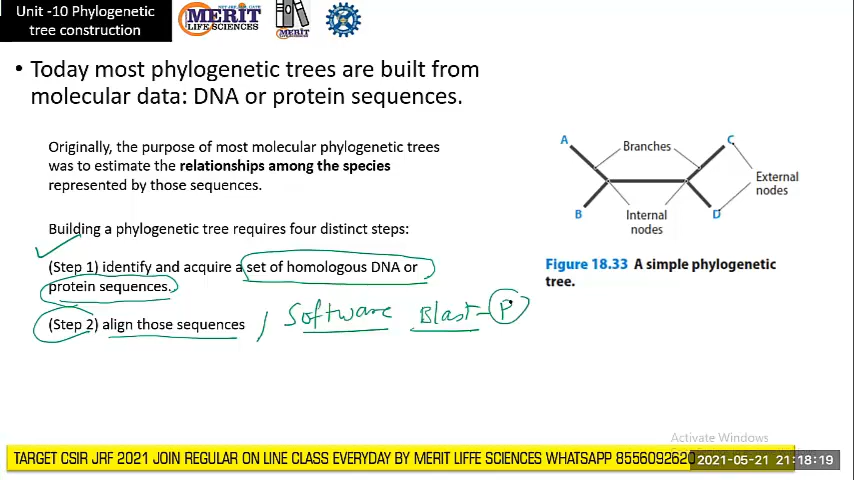 Unit -10 Phylogenetic
tree construction
MERIT
LIFE SCIENCES
MERIT
• Today most phylogenetic trees are built from
molecular data: DNA or protein sequences.
Originally, the purpose of most molecular phylogenetic trees
was to estimate the relationships among the species
represented by those sequences.
Building a phylogenetic tree requires four distinct steps:
(Step 1) identify and acquire a set of homologous DNA or
protein sequences.
(Step 2) align those sequences / Software Blast-P
A
Branches
C
External
nodes
B
Internal
nodes
D
Figure 18.33 A simple phylogenetic
tree.
Activate Windows
TARGET CSIR JRF 2021 JOIN REGULAR ON LINE CLASS EVERYDAY BY MERIT LIFFE SCIENCES WHATSAPP 8556092620
2021-05-21 21:18:19